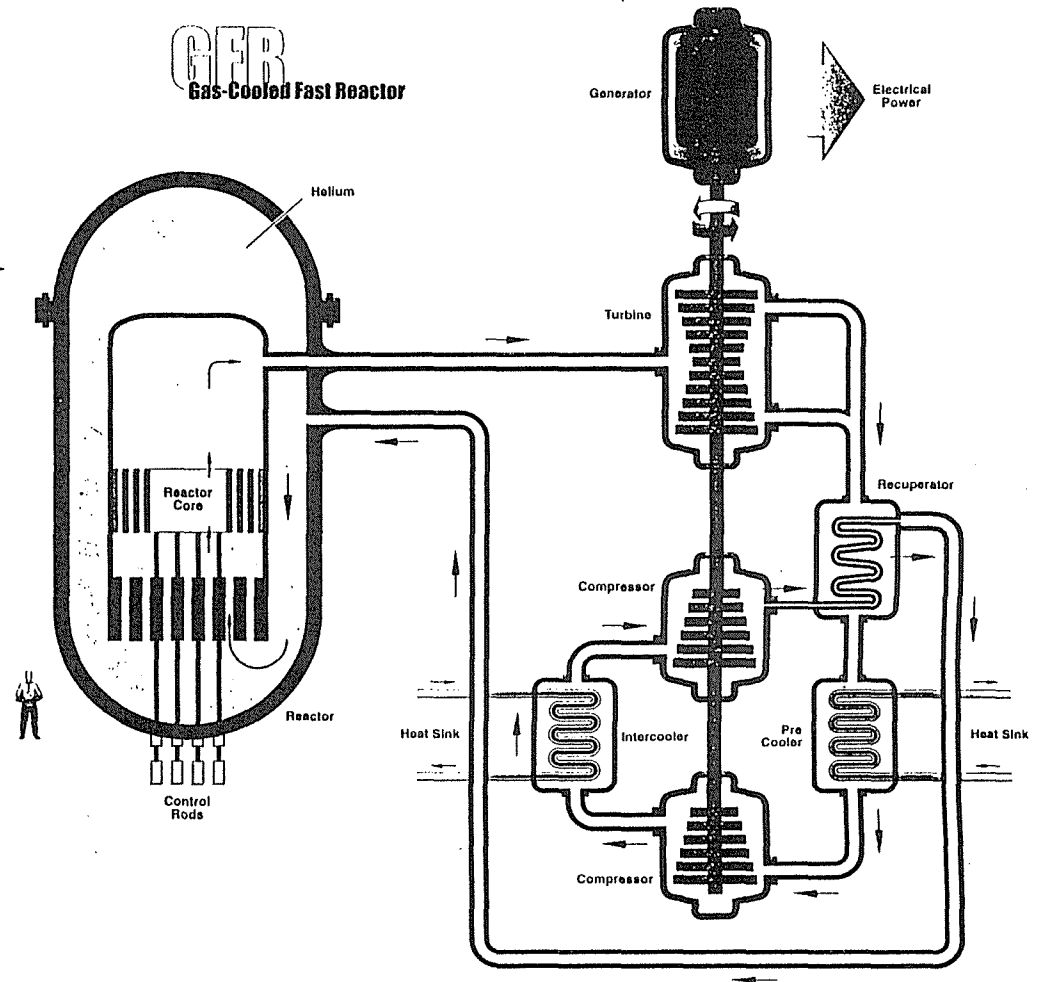 GFR
Gas-Cooled Fast Reactor
Generator
Electrical
Power
Helium
Turbine
Reactor
Core
Recuperator
Compressor
Reactor
Heat Sink
Intercooler
Pre
Cooler
Heat Sink
Control
Rods
Compressor